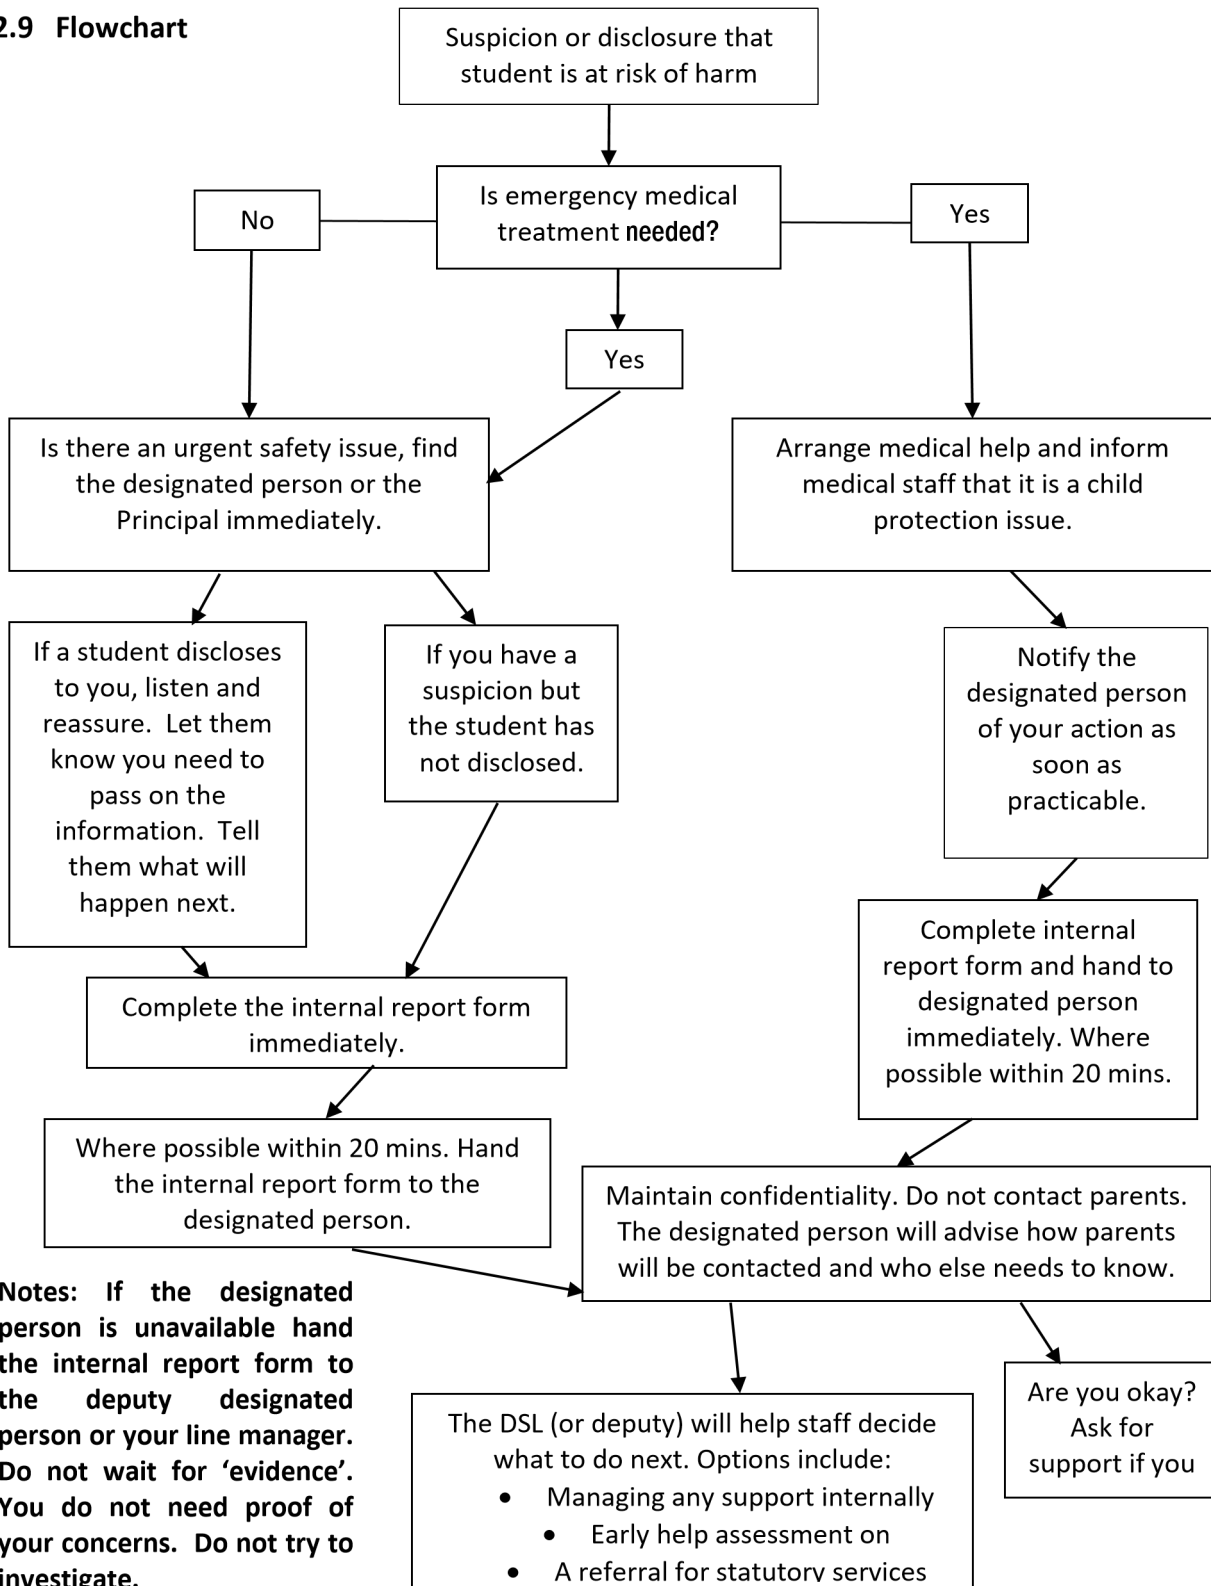 2.9 Flowchart
Suspicion or disclosure that
student is at risk of harm
Is emergency medical
treatment needed?
No
Yes
Yes
Is there an urgent safety issue, find
the designated person or the
Principal immediately.
Arrange medical help and inform
medical staff that it is a child
protection issue.
If a student discloses
to you, listen and
reassure. Let them
know you need to
pass on the
information. Tell
them what will
happen next.
If you have a
suspicion but
the student has
not disclosed.
Notify the
designated person
of your action as
soon as
practicable.
Complete the internal report form
immediately.
Complete internal
report form and hand to
designated person
immediately. Where
possible within 20 mins.
Where possible within 20 mins. Hand
the internal report form to the
designated person.
Maintain confidentiality. Do not contact parents.
The designated person will advise how parents
will be contacted and who else needs to know.
Notes: If the designated
person is unavailable hand
the internal report form to
the deputy designated
person or your line manager.
Do not wait for ‘evidence’.
You do not need proof of
your concerns. Do not try to
investigate.
The DSL (or deputy) will help staff decide
what to do next. Options include:
• Managing any support internally
• Early help assessment on
• A referral for statutory services
Are you okay?
Ask for
support if you